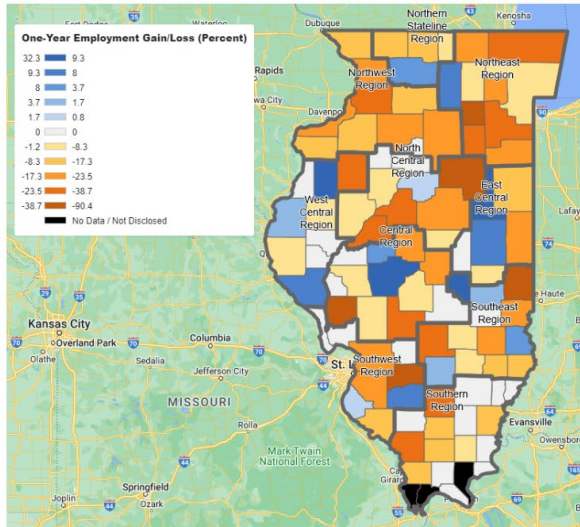 Dubuque
Northern Stateline
Region
Kenosha
One-Year Employment Gain/Loss (Percent)
32.3 9.3
9.3 8
8 3.7
3.7 1.7
1.7 0.8
0 0
-1.2 -8.3
-8.3 -17.3
-17.3 -23.5
-23.5 -38.7
-38.7 -90.4
No Data / Not Disclosed
Rapids
Davenpo
Northwest
Region
Northeast
Region
North
Central
Region
West
Central
Region
East
Central
Region
Central
Region
Lafay
Southeast
Region
Kansas City
Overland Park
Olathe
Columbia
Sedalia
Jefferson City
MISSOURI
Rolla
Mark Twain
National Forest
Springfield
Joplin
Ozark
St. L
Southwest
Region
Southern
Region
Evansville
Owensboro
Girard